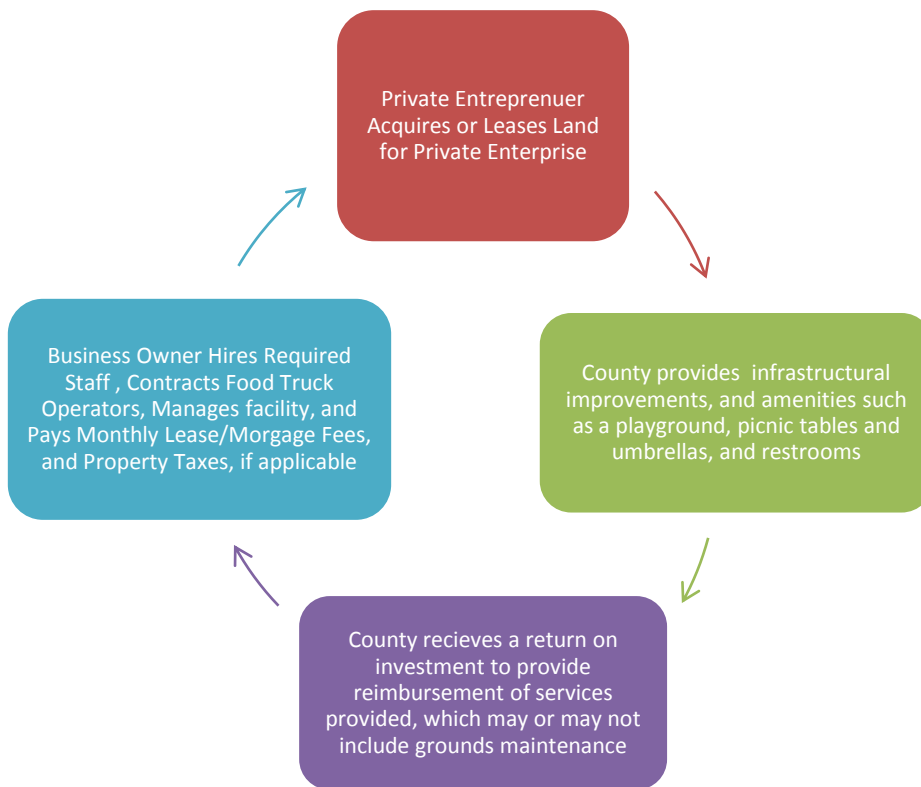 Private Entreprenuer
Acquires or Leases Land
for Private Enterprise
County provides infrastructural
improvements, and amenities such
as a playground, picnic tables and
umbrellas, and restrooms
County recieves a return on
investment to provide
reimbursement of services
provided, which may or may not
include grounds maintenance
Business Owner Hires Required
Staff , Contracts Food Truck
Operators, Manages facility, and
Pays Monthly Lease/Morgage Fees,
and Property Taxes, if applicable